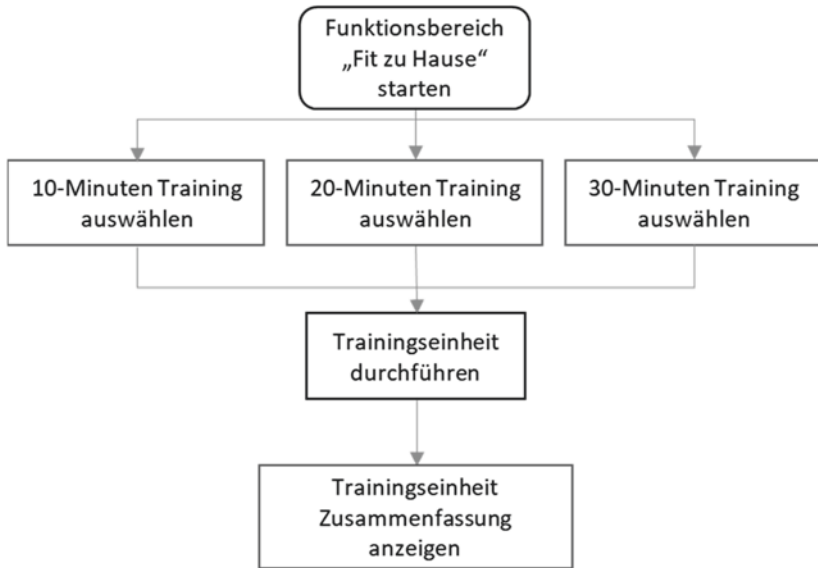 Funktionsbereich
„Fit zu Hause“
starten
10-Minuten Training
auswählen
20-Minuten Training
auswählen
30-Minuten Training
auswählen
Trainingseinheit
durchführen
Trainingseinheit
Zusammenfassung
anzeigen